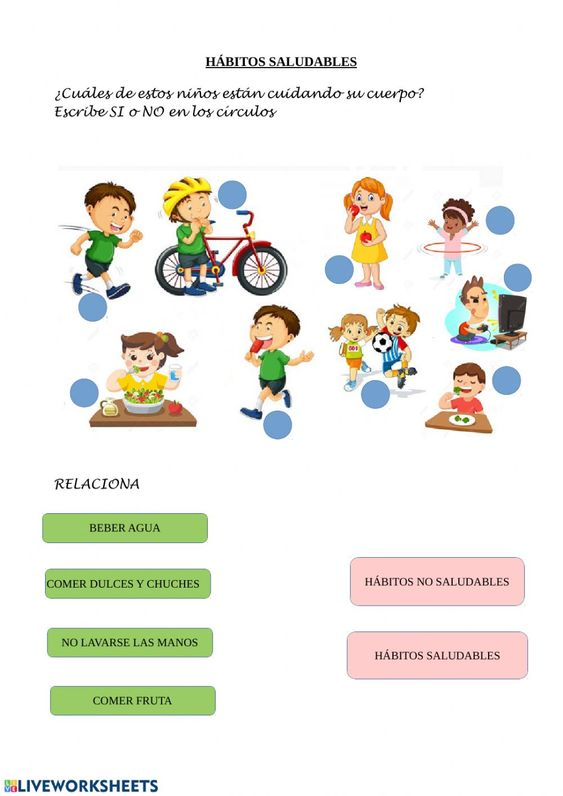 HÁBITOS SALUDABLES
¿Cuáles de estos niños están cuidando su cuerpo?
Escribe SI o NO en los círculos
001
RELACIONA
BEBER AGUA
COMER DULCES Y CHUCHES
HÁBITOS NO SALUDABLES
NO LAVARSE LAS MANOS
HÁBITOS SALUDABLES
COMER FRUTA
LIVEWORKSHEETS